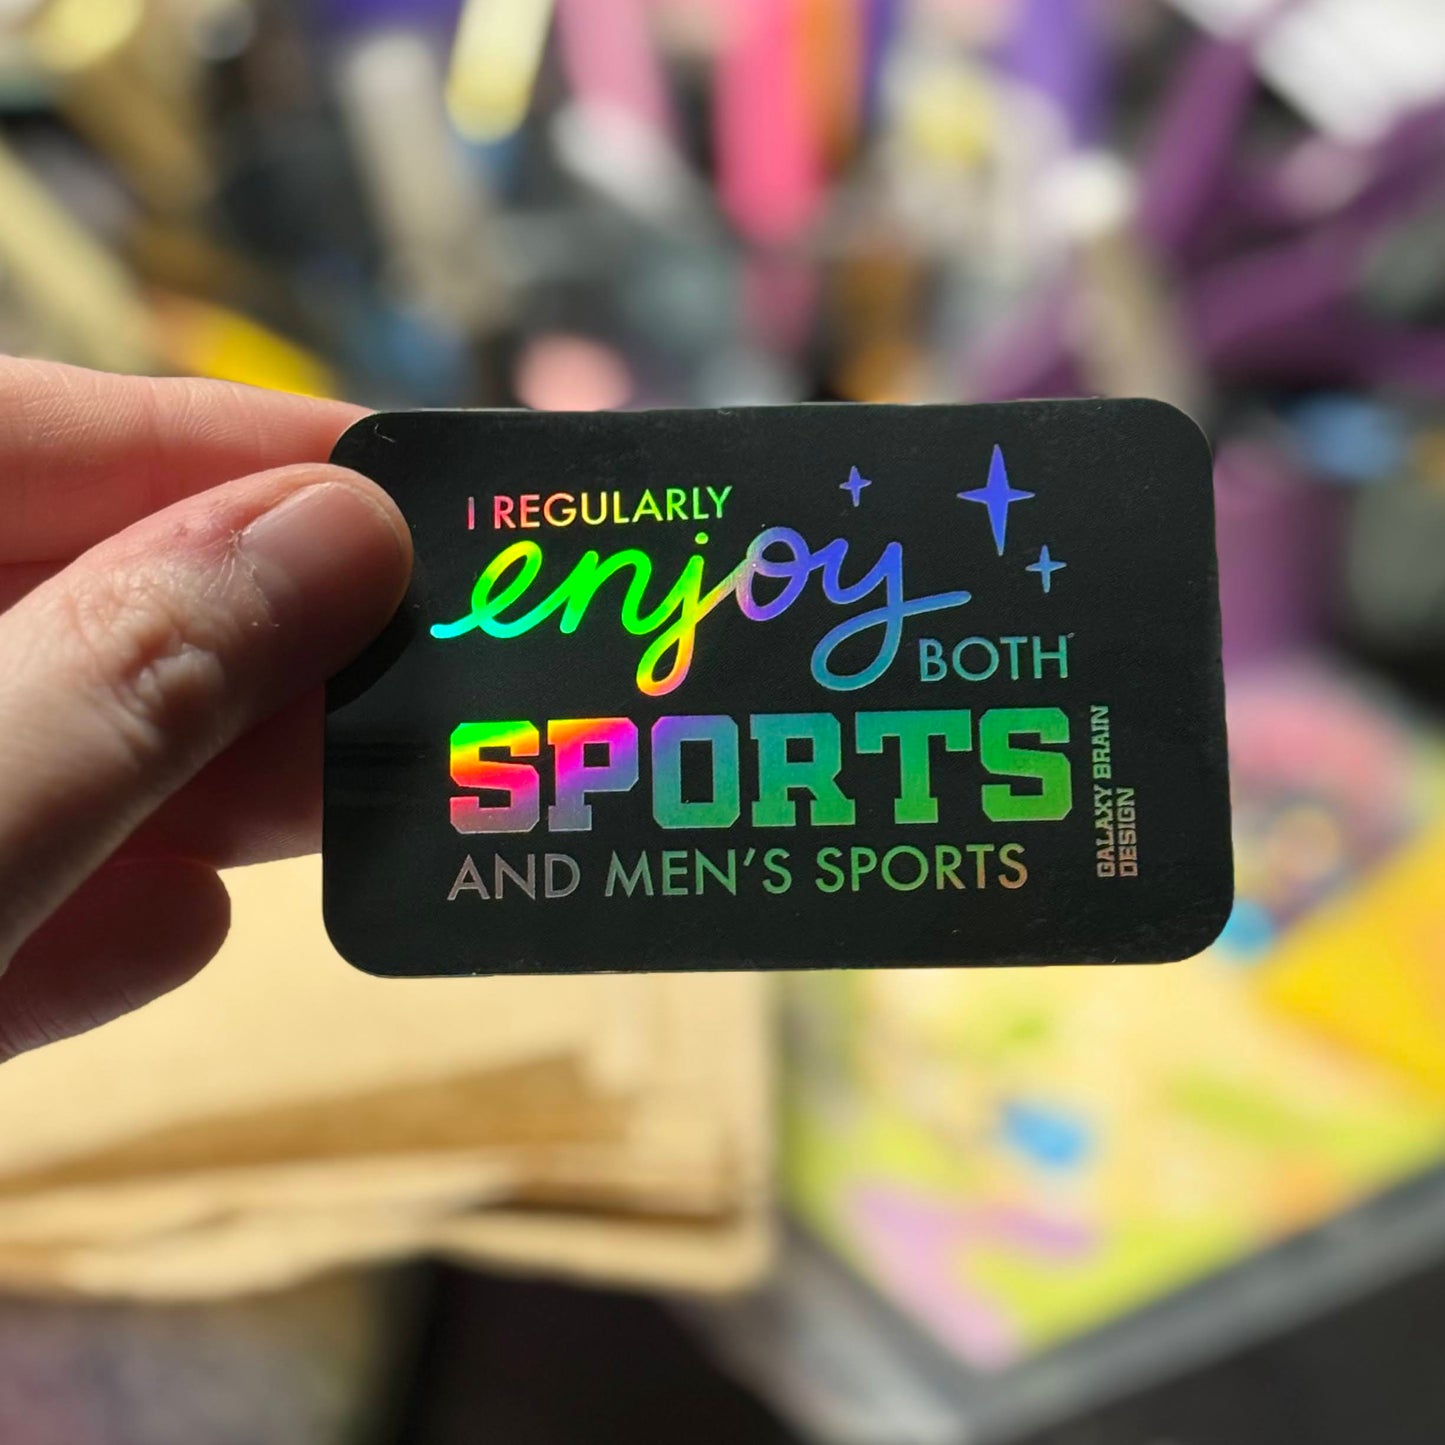 I REGULARLY
enjoy
BOTH
SPORTS
AND MEN'S SPORTS
GALAXY BRAIN
DESIGN